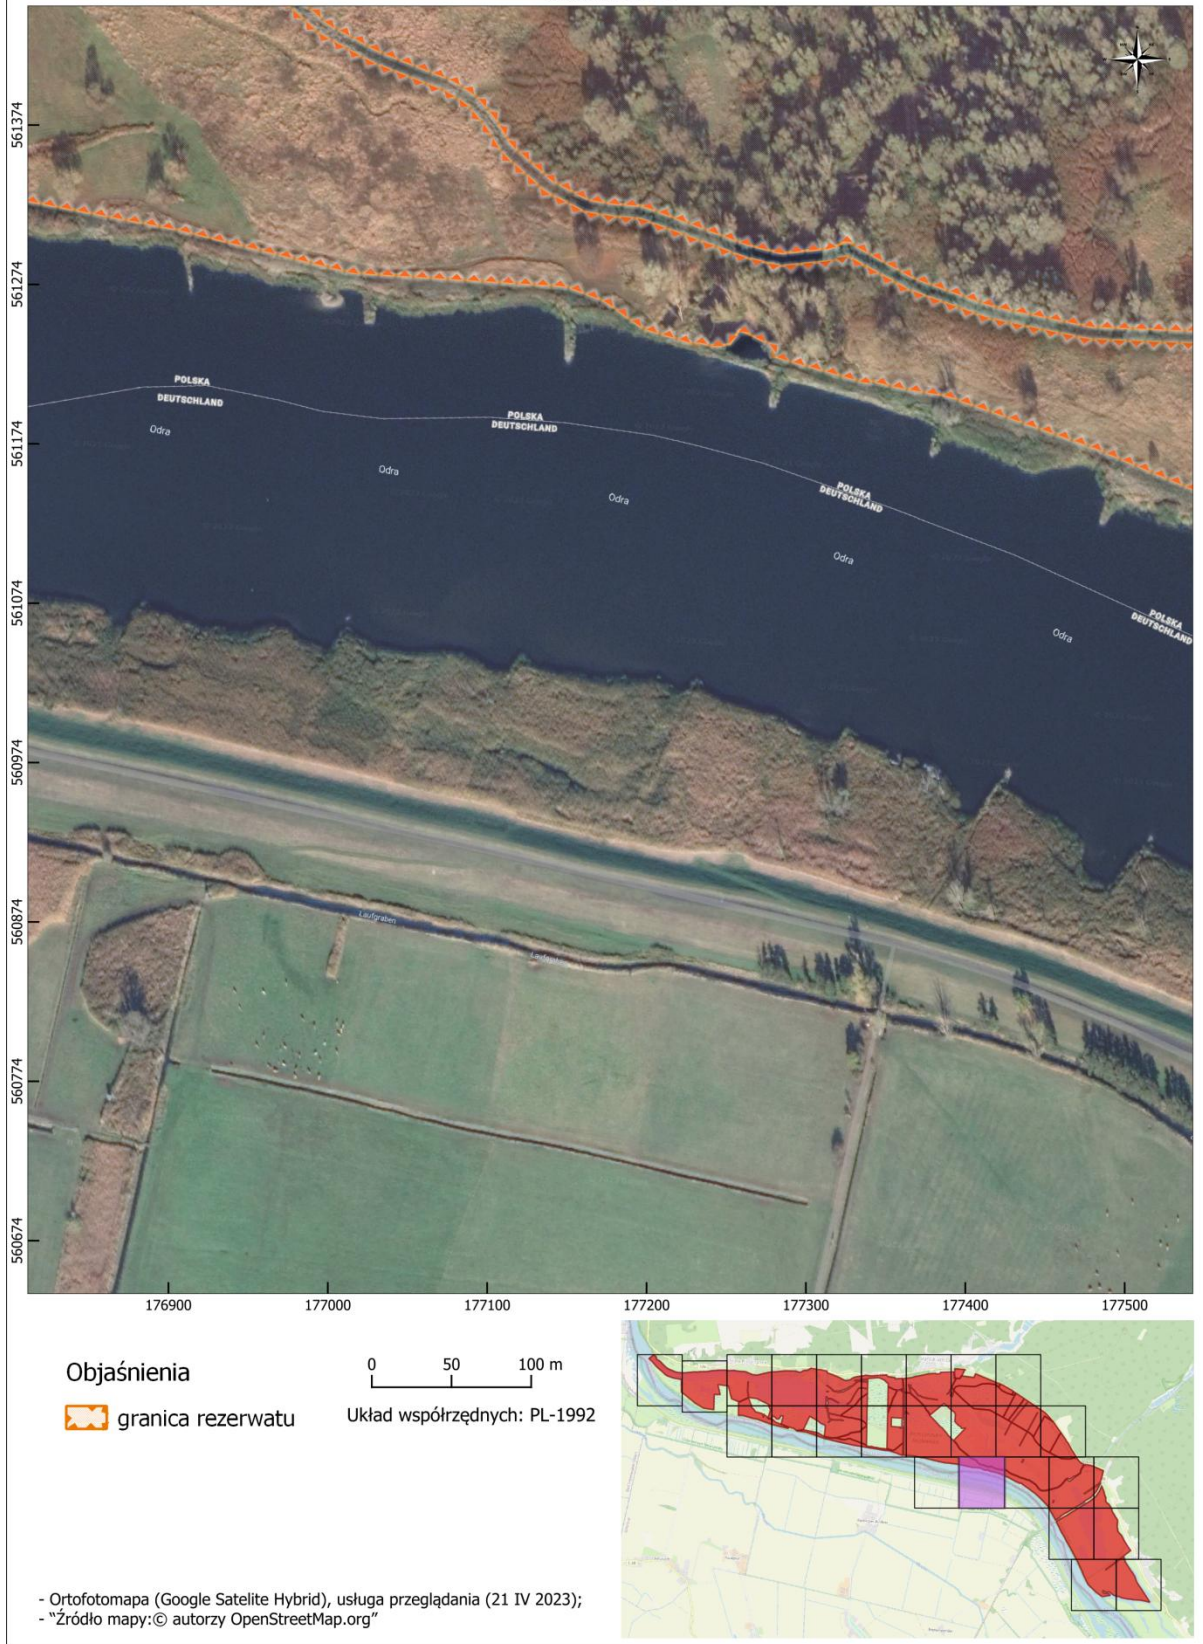 561374
561274
561174
561074
560974
560874
560774
560674
POLSKA
DEUTSCHLAND
Odra
Odra
POLSKA
DEUTSCHLAND
Odra
POLSKA
DEUTSCHLAND
Odra
Odra
POLSKA
DEUTSCHLAND
Laufgraben
176900
177000
177100
177200
177300
177400
177500
Objaśnienia
granica rezerwatu
0 50 100 m
Układ współrzędnych: PL-1992
- Ortofotomapa (Google Satelite Hybrid), usługa przeglądania (21 IV 2023);
- “Źródło mapy:© autorzy OpenStreetMap.org”